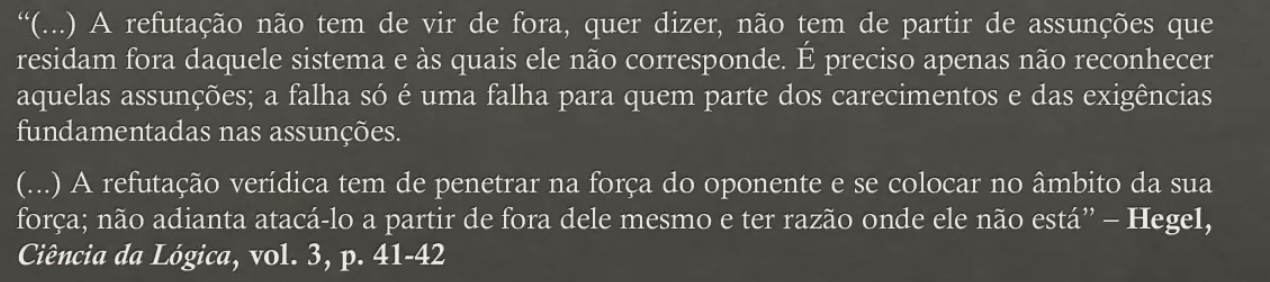 “(...) A refutação não tem de vir de fora, quer dizer, não tem de partir de assunções que
residam fora daquele sistema e às quais ele não corresponde. É preciso apenas não reconhecer
aquelas assunções; a falha só é uma falha para quem parte dos carecimentos e das exigências
fundamentadas nas assunções.
(...) A refutação verídica tem de penetrar na força do oponente e se colocar no âmbito da sua
força; não adianta atacá-lo a partir de fora dele mesmo e ter razão onde ele não está” – Hegel,
Ciência da Lógica, vol. 3, p. 41-42